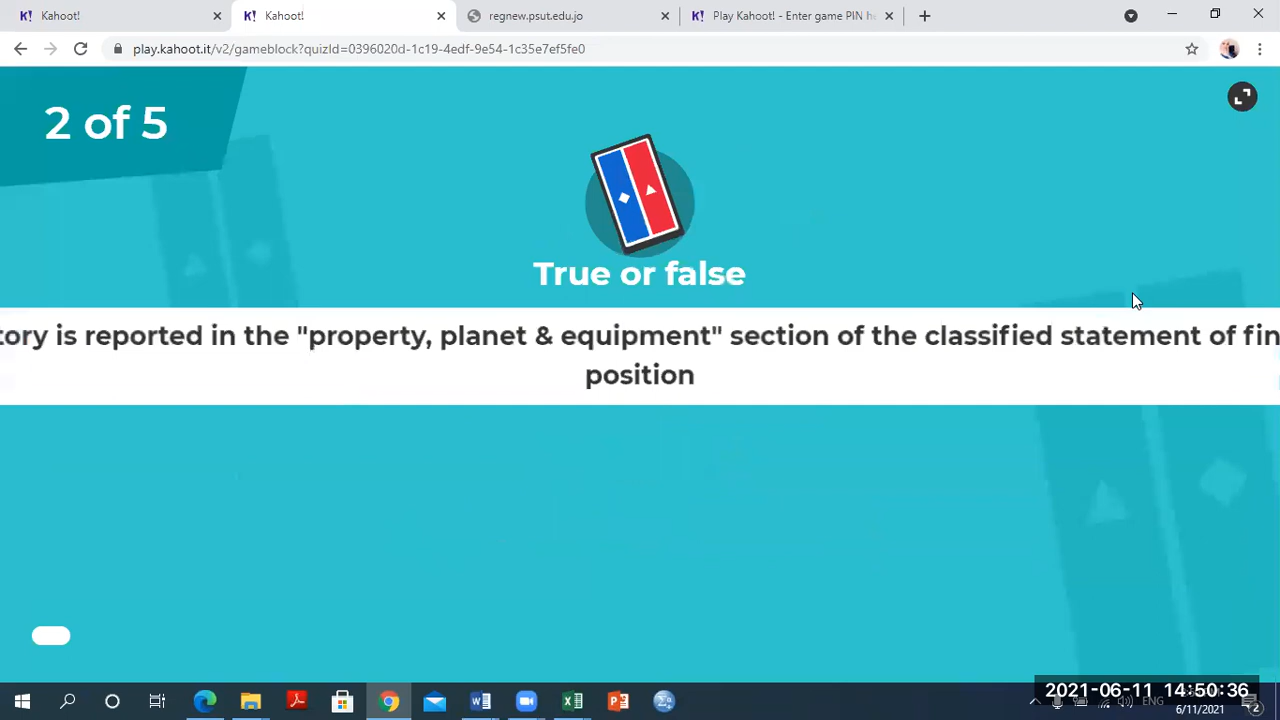 Kahoot!
Kahoot!
regnew.psut.edu.jo
Play Kahoot! - Enter game PIN he
play.kahoot.it/v2/gameblock?quizId=0396020d-1c19-4edf-9e54-1c35e7ef5fe0
2 of 5
True or false
tory is reported in the "property, planet & equipment" section of the classified statement of fin
position
2021-06-11 14:50:36
ENG
6/11/2021
2